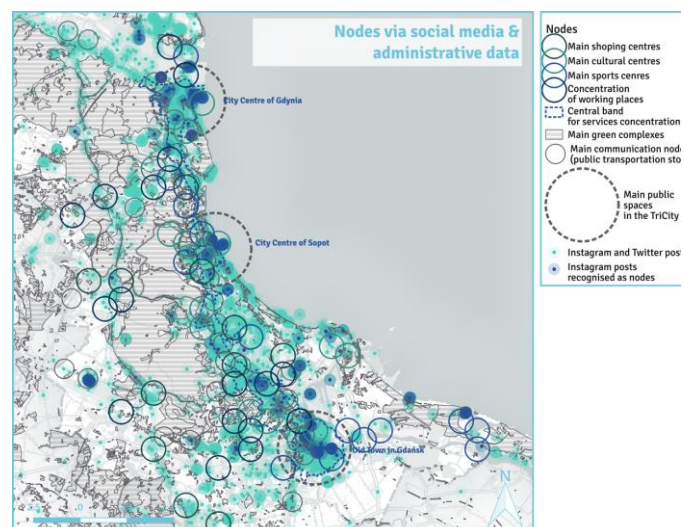 Nodes via social media &
administrative data
City Centre of Gdynia
City Centre of Sopot
Old Town in Gdańsk
N
Nodes
Main shoping centres
Main cultural centres
Main sports cenres
Concentration
of working places
Central band
for services concentration
Main green complexes
Main communication node
(public transportation sto
Main public
spaces
in the TriCity
Instagram and Twitter post
Instagram posts
recognised as nodes